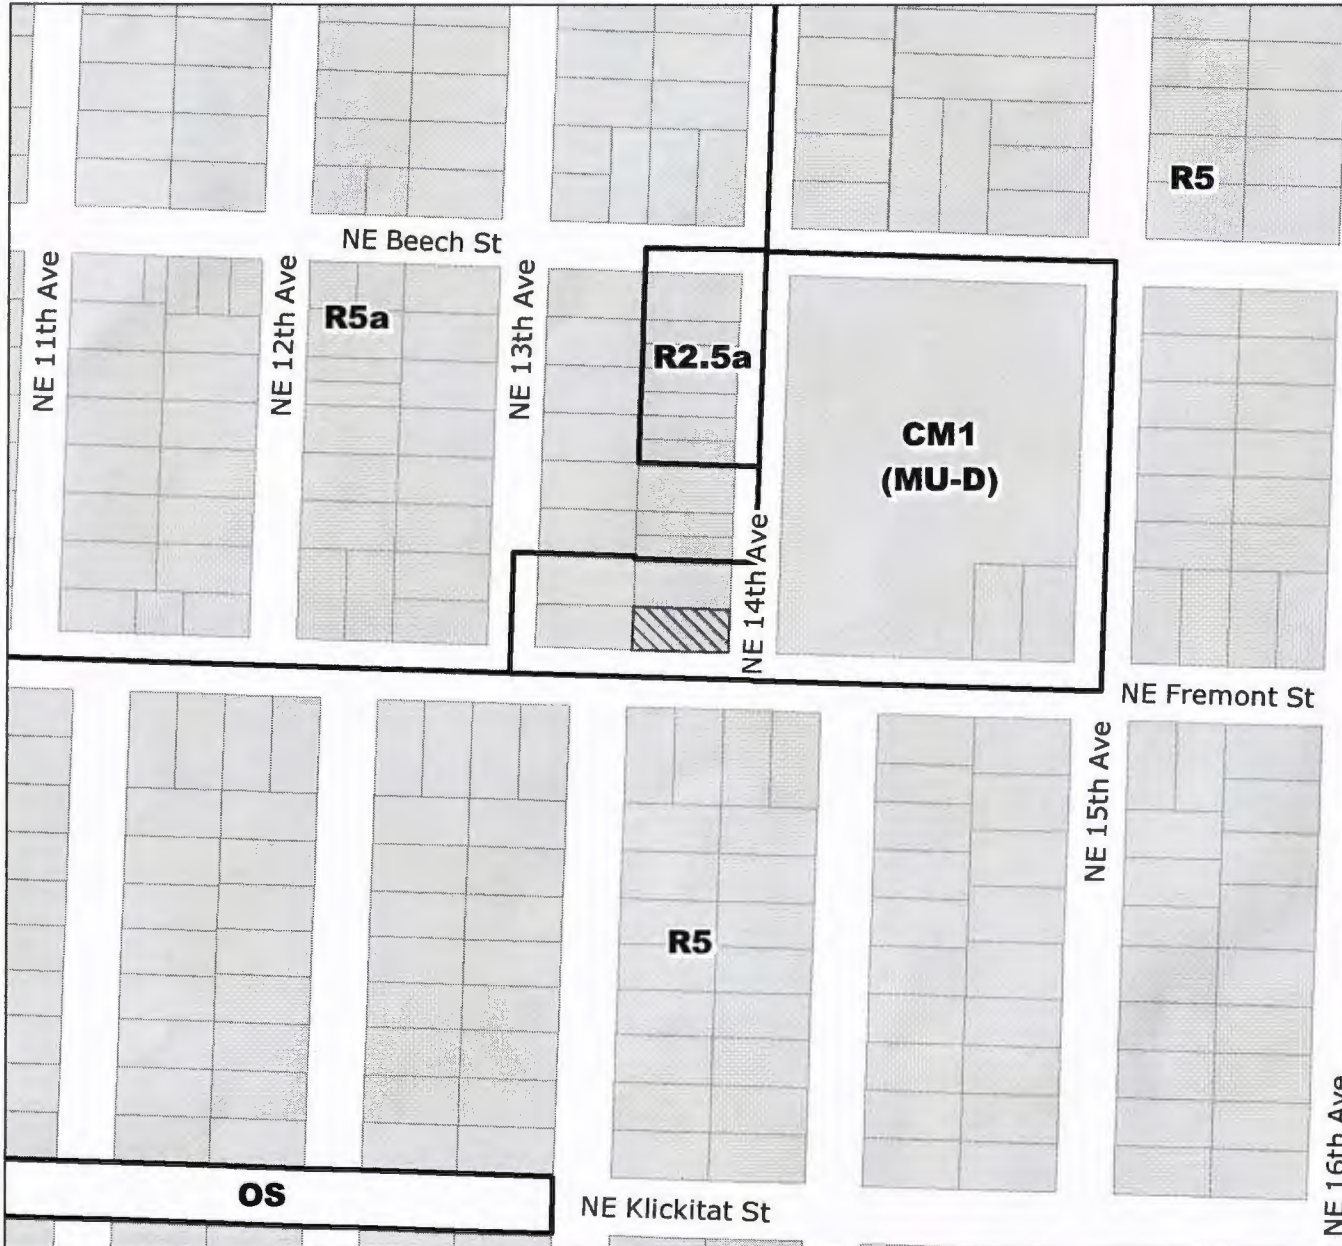 R5
NE Beech St
NE 11th Ave
NE 12th Ave
R5a
NE 13th Ave
R2.5a
CM1
(MU-D)
NE 14th Ave
NE Fremont St
NE 15th Ave
R5
NE 16th Ave
OS
NE Klickitat St